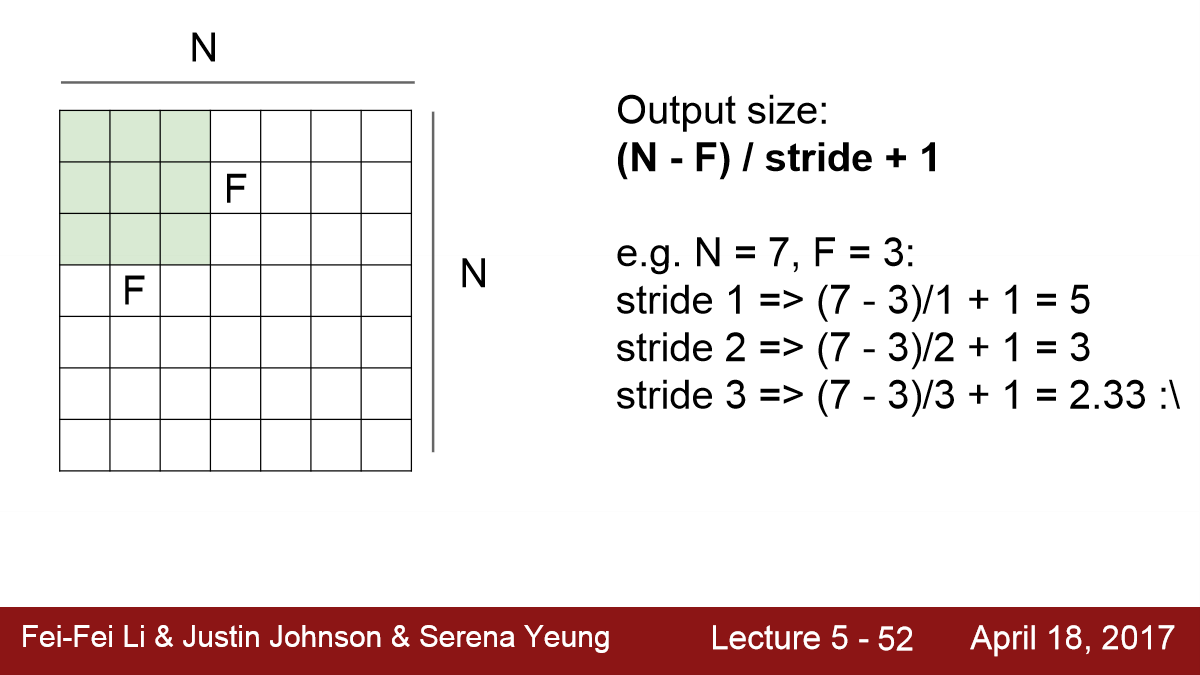 N
F
F
N
Output size:
(N - F) / stride + 1
e.g. N = 7, F = 3:
stride 1 => (7 - 3)/1 + 1 = 5
stride 2 => (7 - 3)/2 + 1 = 3
stride 3 => (7 - 3)/3 + 1 = 2.33 :\
Fei-Fei Li & Justin Johnson & Serena Yeung
Lecture 5 - 52
April 18, 2017